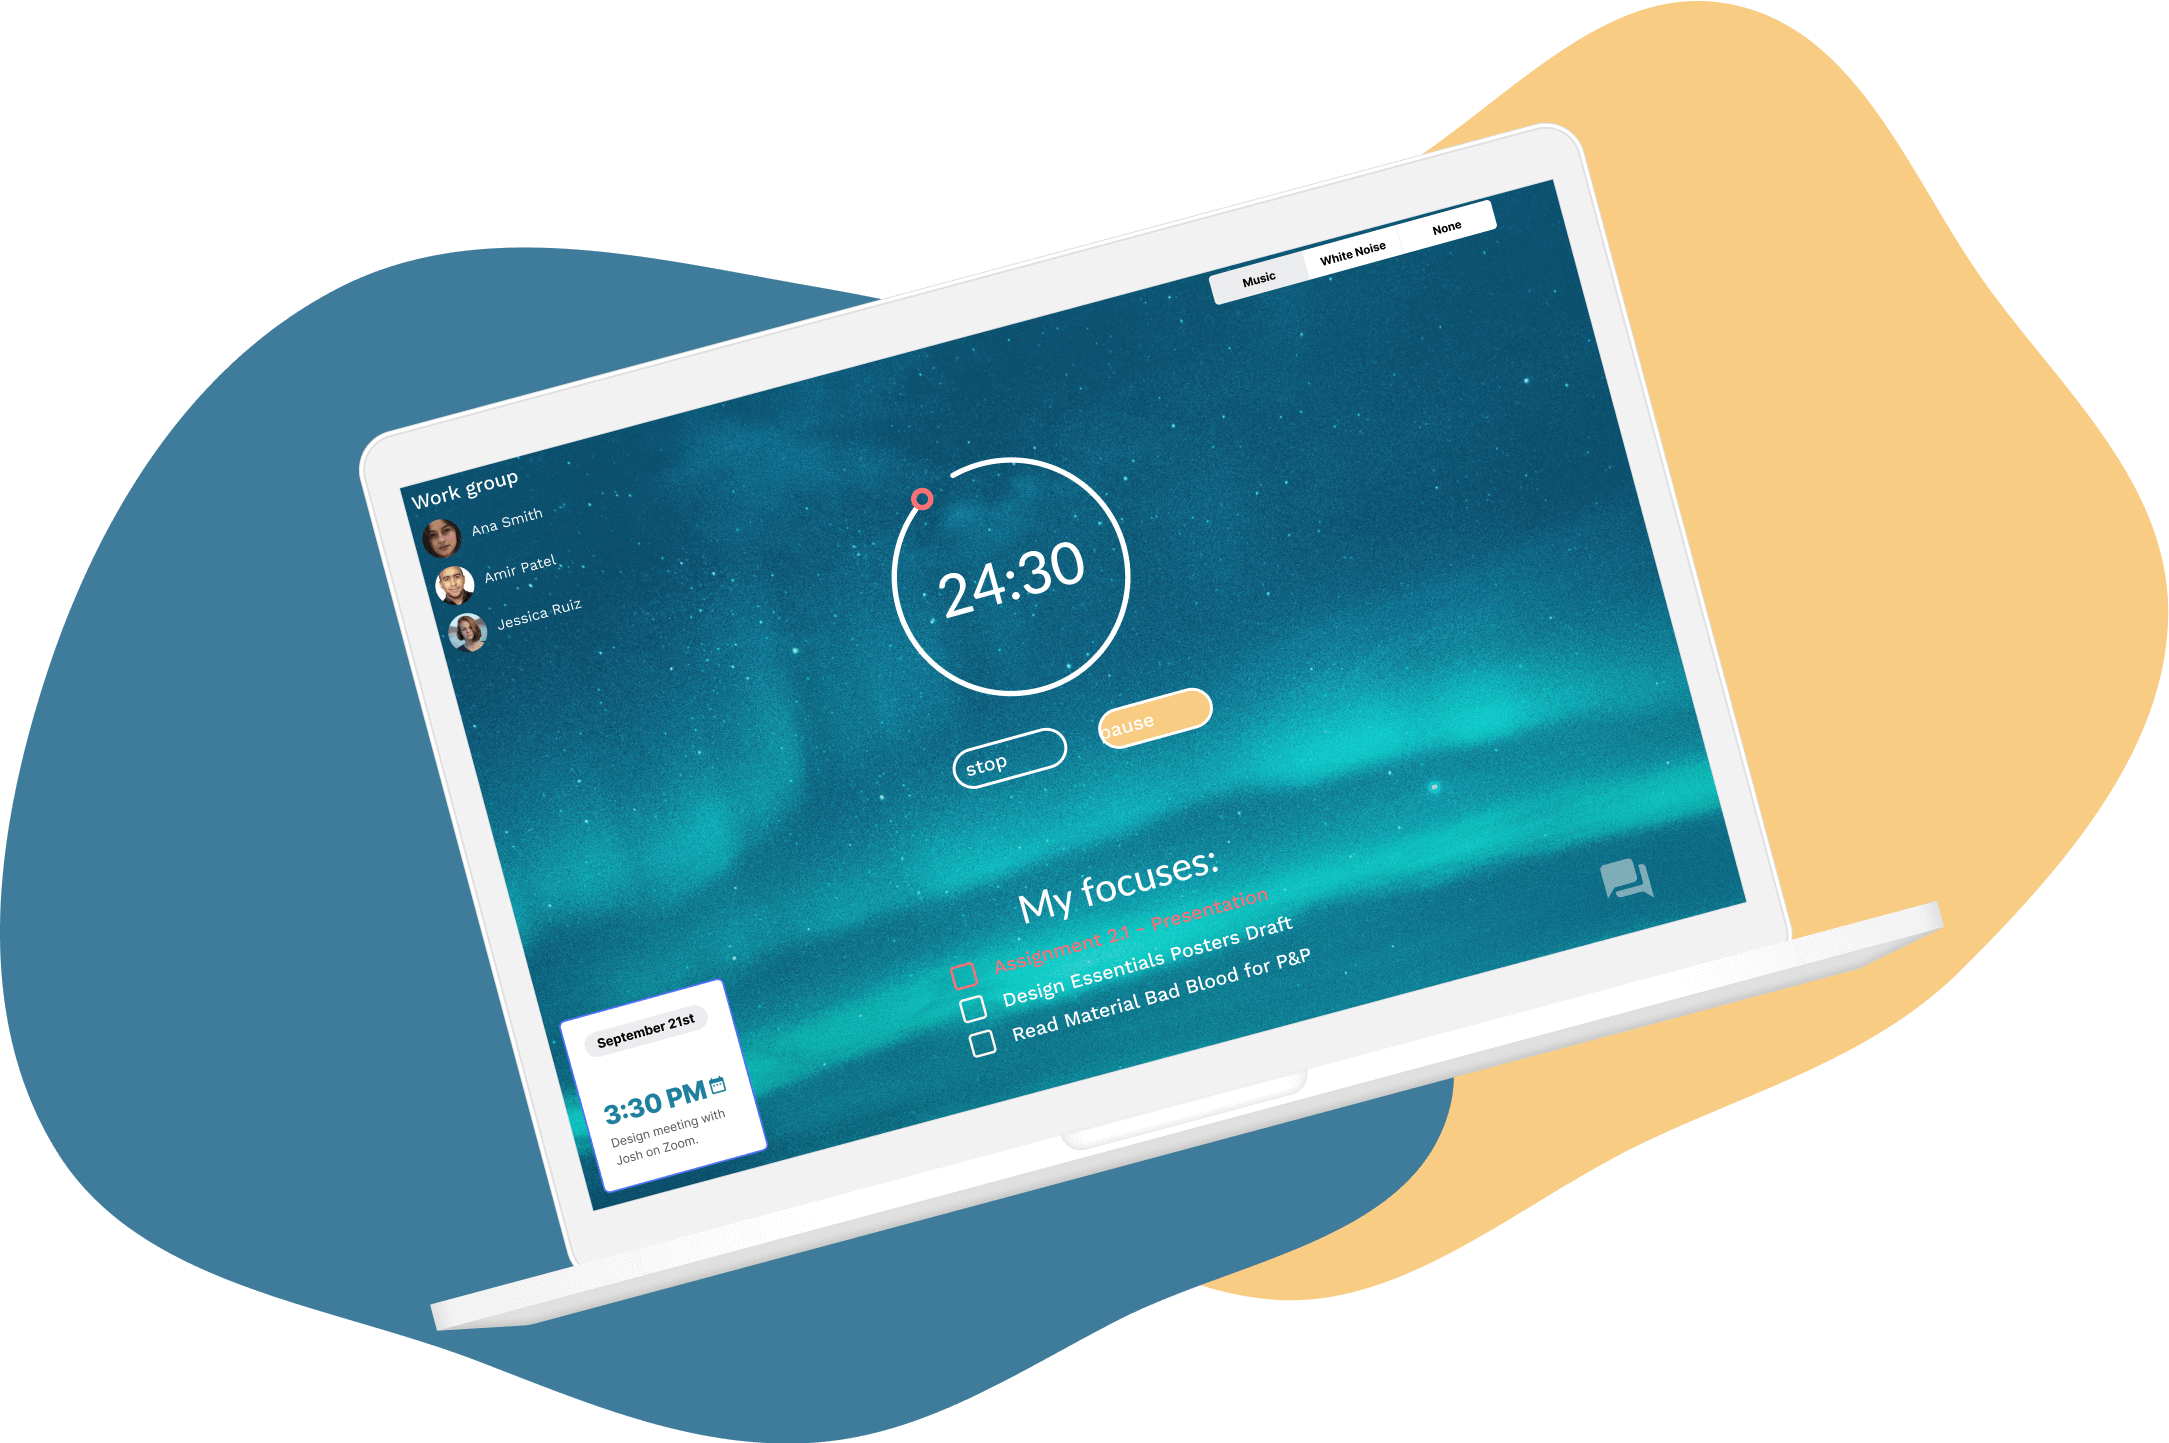 Music
White Noise
None
Work group
Ana Smith
Amir Patel
Jessica Ruiz
24:30
stop
pause
My focuses:
Assignment 2.1 - Presentation
Design Essentials Posters Draft
Read Material Bad Blood for P&P
September 21st
3:30 PM
Design meeting with
Josh on Zoom.